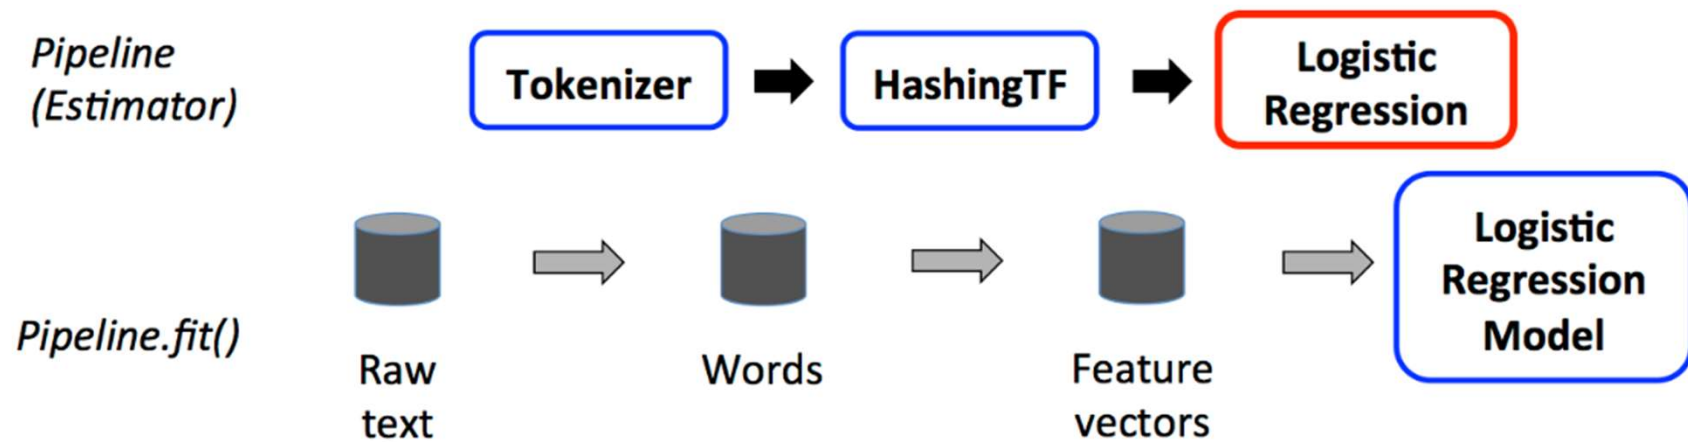 Pipeline
(Estimator)
Tokenizer
HashingTF
Logistic
Regression
Pipeline.fit()
Raw
text
Words
Feature
vectors
Logistic
Regression
Model